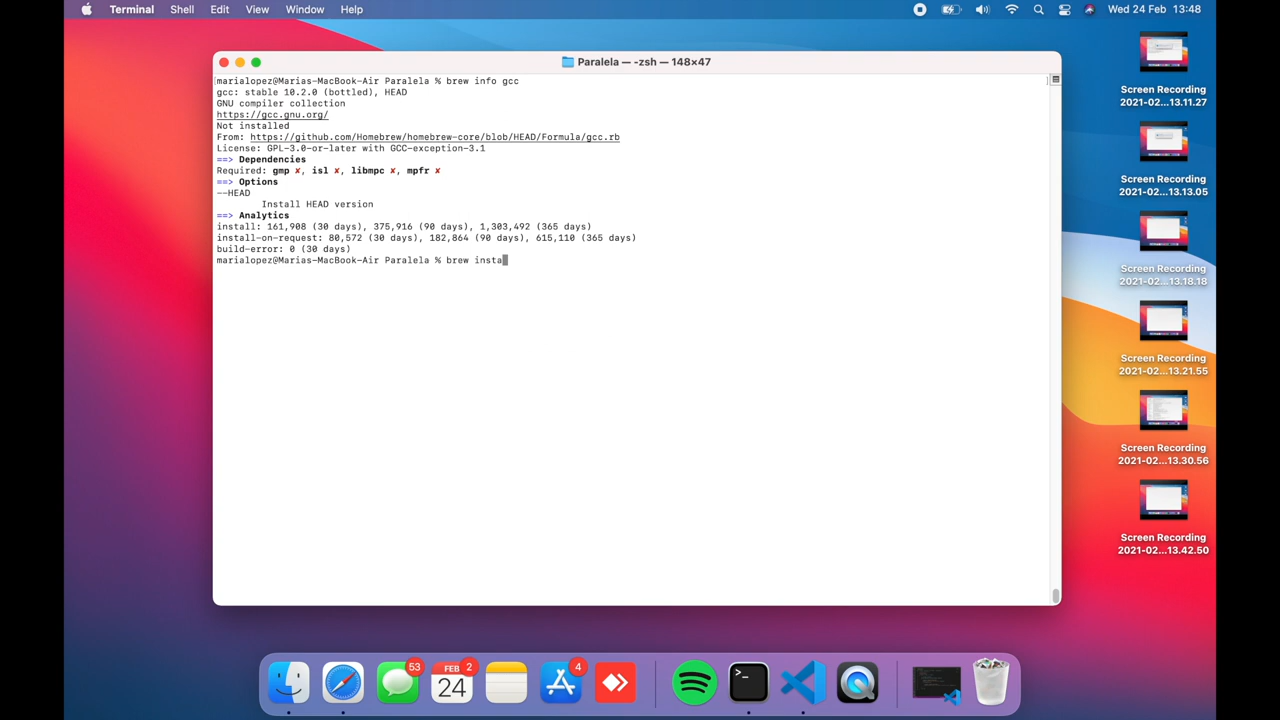 Terminal Shell Edit View Window Help Wed 24 Feb 13:48
Paralela — -zsh — 148×47
marialopez@Marias-MacBook-Air Paralela % brew info gcc
gcc: stable 10.2.0 (bottled), HEAD
GNU compiler collection
https://gcc.gnu.org/
Not installed
From: https://github.com/Homebrew/homebrew-core/blob/HEAD/Formula/gcc.rb
License: GPL-3.0-or-later with GCC-exception-3.1
==> Dependencies
Required: gmp ✘, isl ✘, libmpc ✘, mpfr ✘
==> Options
--HEAD
Install HEAD version
==> Analytics
install: 161,908 (30 days), 375,916 (90 days), 1,303,492 (365 days)
install-on-request: 80,572 (30 days), 182,864 (90 days), 615,110 (365 days)
build-error: 0 (30 days)
marialopez@Marias-MacBook-Air Paralela % brew insta
Screen Recording
2021-02...13.11.27
Screen Recording
2021-02...13.13.05
Screen Recording
2021-02...13.18.18
Screen Recording
2021-02...13.21.55
Screen Recording
2021-02...13.30.56
Screen Recording
2021-02...13.42.50
53
FEB 2
24
4
>_